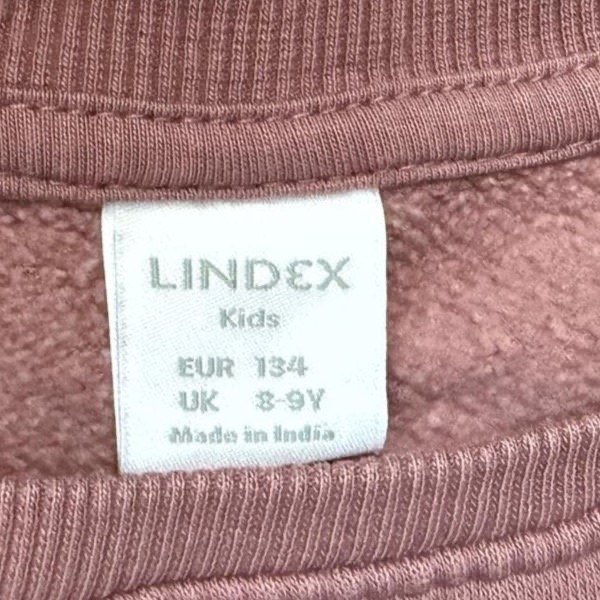 LINDEX
Kids
EUR 134
UK 8-9Y
Made in India